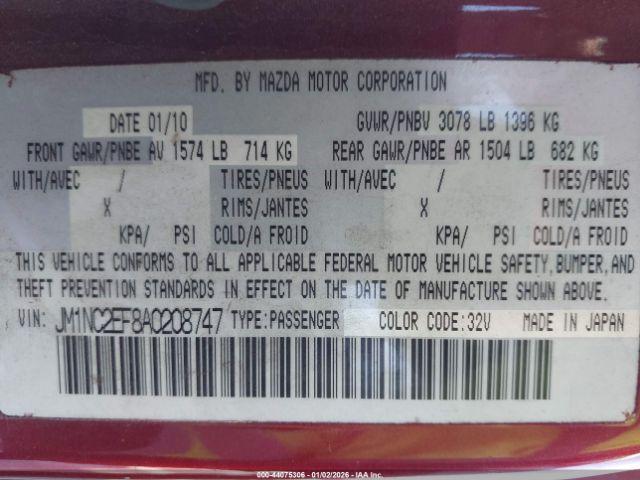 MFD. BY MAZDA MOTOR CORPORATION
DATE 01/10 GVWR/PNBV 3078 LB 1396 KG
FRONT GAWR/PNBE AV 1574 LB 714 KG REAR GAWR/PNBE AR 1504 LB 682 KG
WITH/AVEC / TIRES/PNEUS WITH/AVEC / TIRES/PNEUS
X RIMS/JANTES X RIMS/JANTES
KPA/ PSI COLD/A FROID KPA/ PSI COLD/A FROID
THIS VEHICLE CONFORMS TO ALL APPLICABLE FEDERAL MOTOR VEHICLE SAFETY, BUMPER, AND
THEFT PREVENTION STANDARDS IN EFFECT ON THE DATE OF MANUFACTURE SHOWN ABOVE.
VIN: JM1NC2EF8A0208747 TYPE:PASSENGER COLOR CODE:32V MADE IN JAPAN
000-44075306 - 01/02/2026 - IAA, Inc.